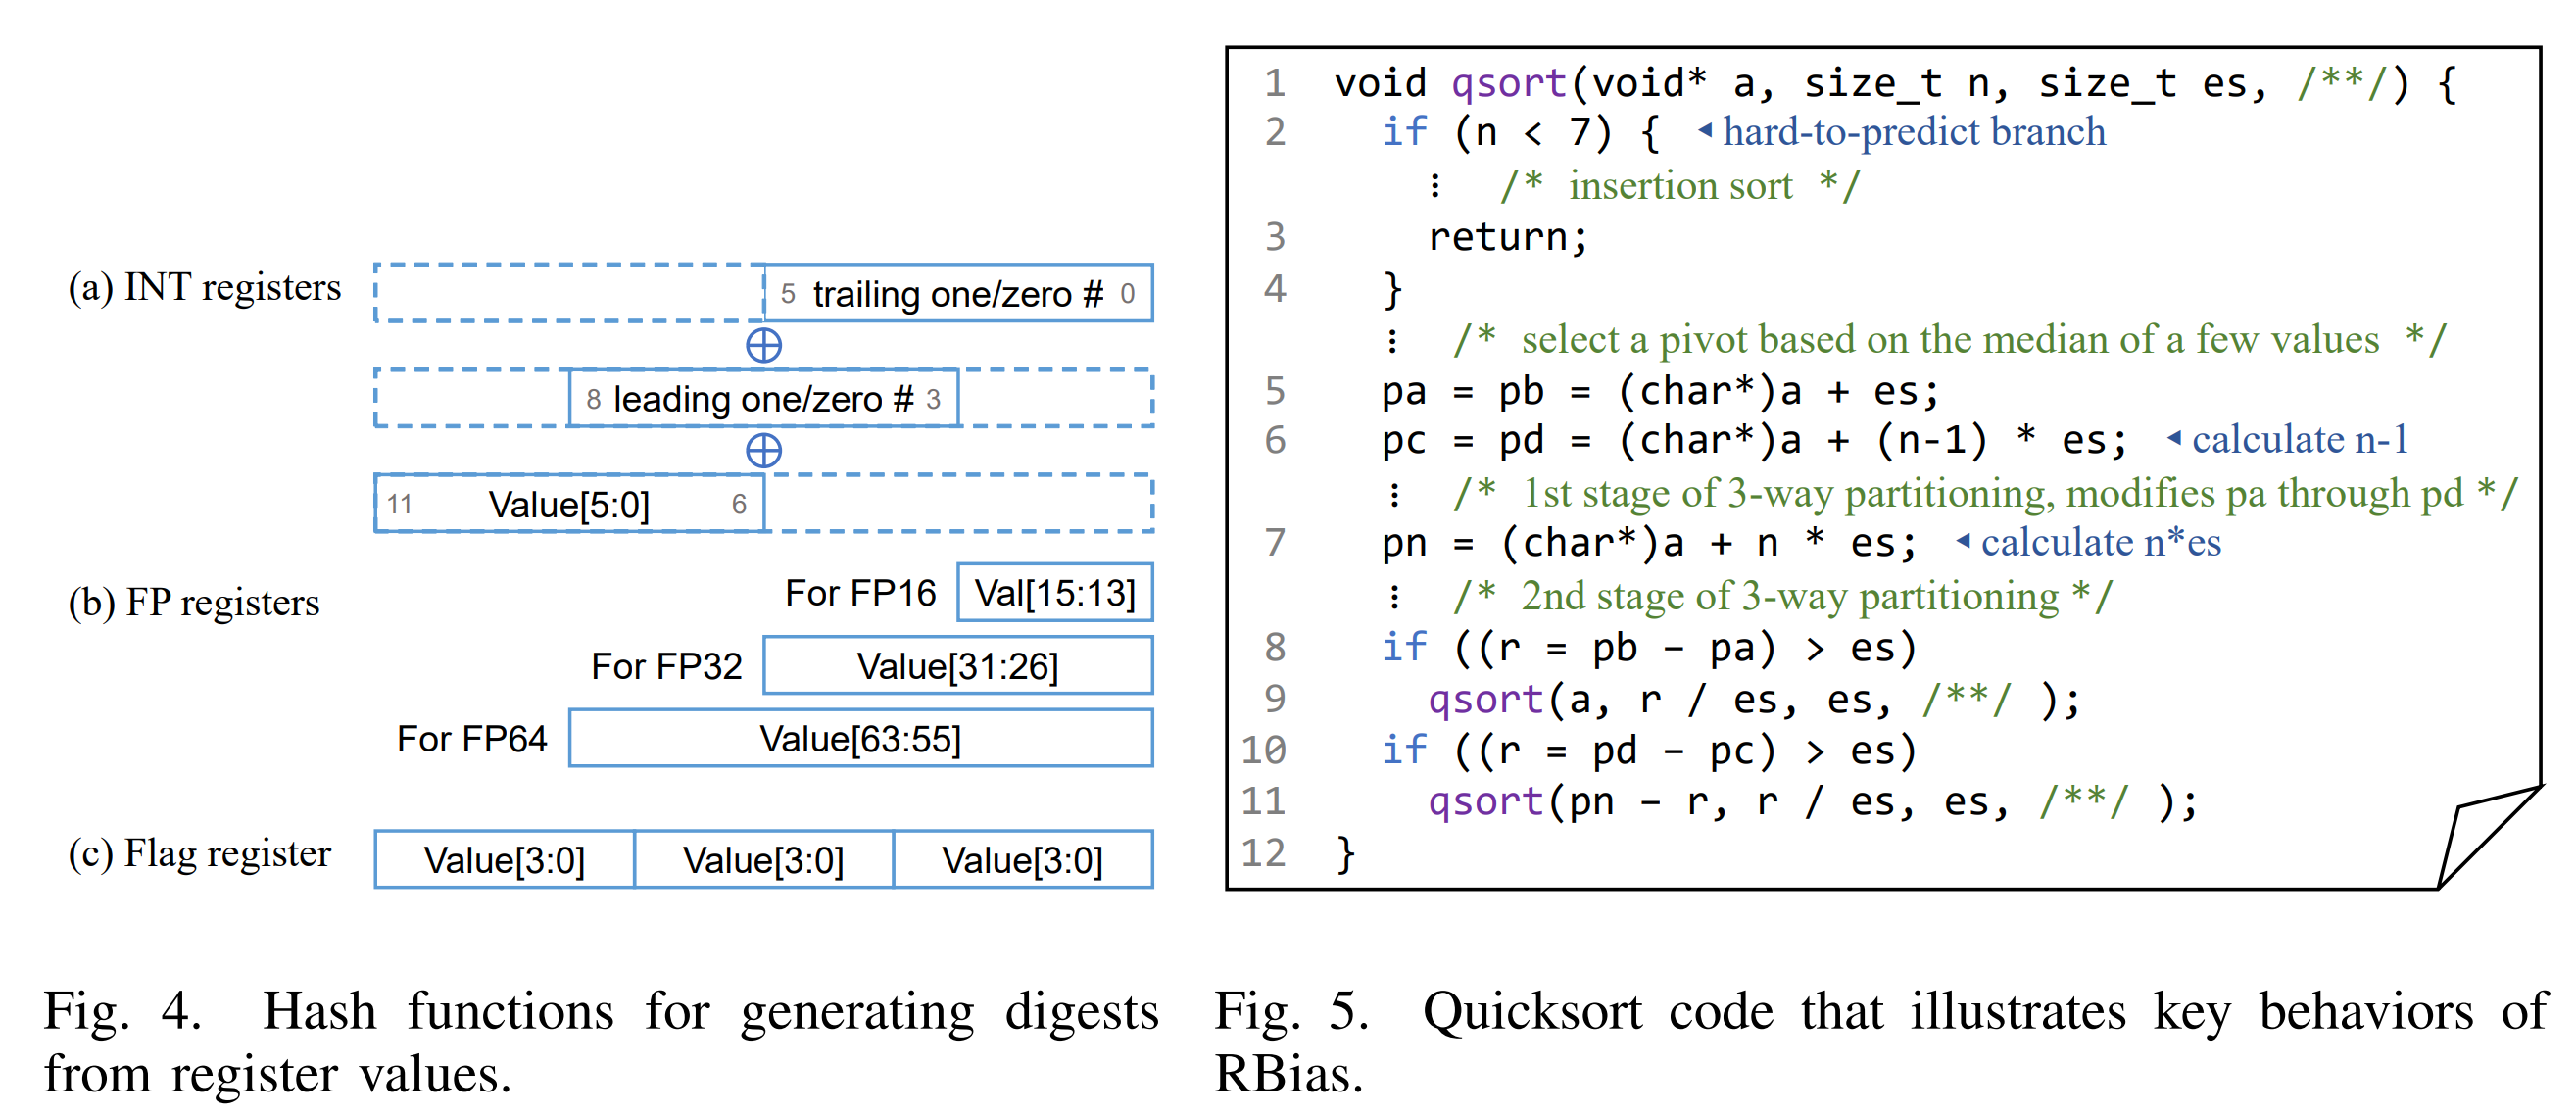 (a) INT registers
5 trailing one/zero # 0
⊕
8 leading one/zero # 3
⊕
11 Value[5:0] 6
(b) FP registers
For FP16 Val[15:13]
For FP32 Value[31:26]
For FP64 Value[63:55]
(c) Flag register
Value[3:0] Value[3:0] Value[3:0]
Fig. 4. Hash functions for generating digests
from register values.
1 void qsort(void* a, size_t n, size_t es, /**/) {
2 if (n < 7) { ◂ hard-to-predict branch
⋮ /* insertion sort */
3 return;
4 }
⋮ /* select a pivot based on the median of a few values */
5 pa = pb = (char*)a + es;
6 pc = pd = (char*)a + (n-1) * es; ◂ calculate n-1
⋮ /* 1st stage of 3-way partitioning, modifies pa through pd */
7 pn = (char*)a + n * es; ◂ calculate n*es
⋮ /* 2nd stage of 3-way partitioning */
8 if ((r = pb – pa) > es)
9 qsort(a, r / es, es, /**/ );
10 if ((r = pd – pc) > es)
11 qsort(pn – r, r / es, es, /**/ );
12 }
Fig. 5. Quicksort code that illustrates key behaviors of
RBias.